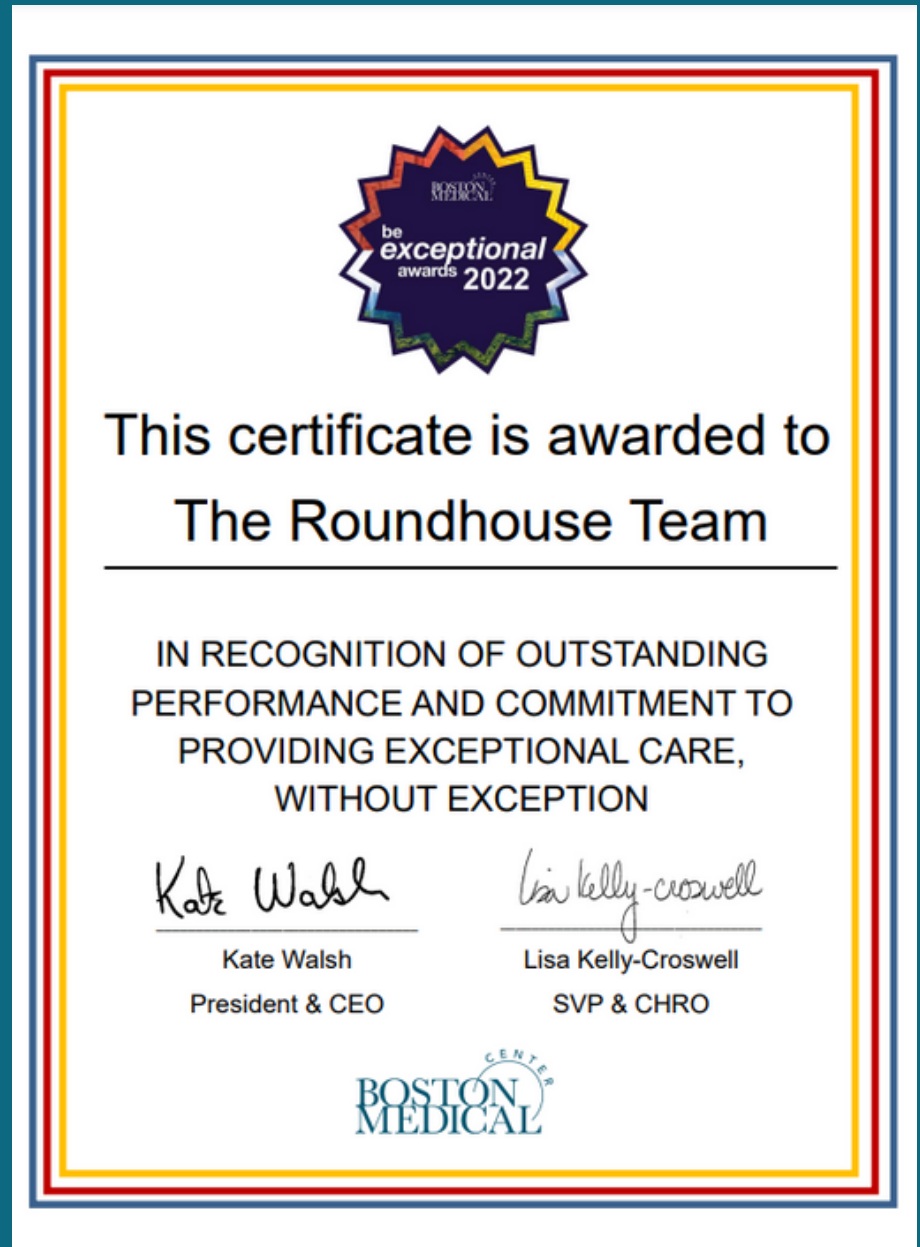 BOSTON CENTER
MEDICAL
be
exceptional
awards 2022
This certificate is awarded to
The Roundhouse Team
IN RECOGNITION OF OUTSTANDING
PERFORMANCE AND COMMITMENT TO
PROVIDING EXCEPTIONAL CARE,
WITHOUT EXCEPTION
Kate Walsh Lisa Kelly-croswell
Kate Walsh Lisa Kelly-Croswell
President & CEO SVP & CHRO
CENTER
BOSTON
MEDICAL